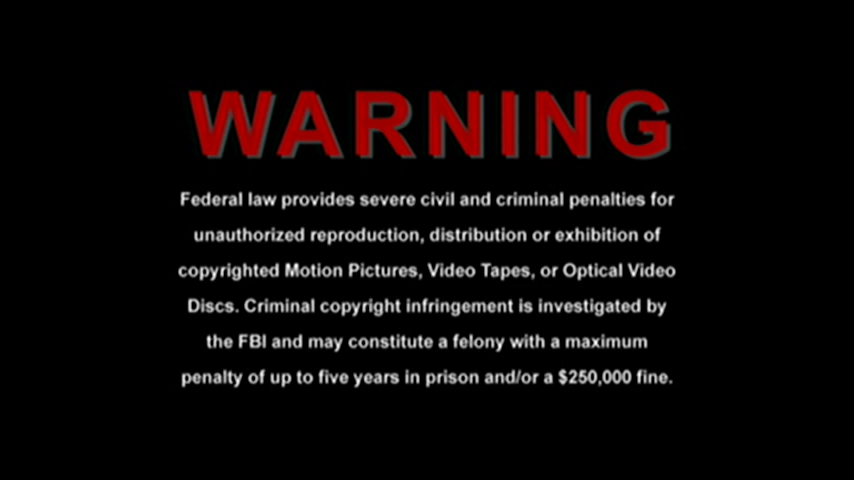 WARNING
Federal law provides severe civil and criminal penalties for
unauthorized reproduction, distribution or exhibition of
copyrighted Motion Pictures, Video Tapes, or Optical Video
Discs. Criminal copyright infringement is investigated by
the FBI and may constitute a felony with a maximum
penalty of up to five years in prison and/or a $250,000 fine.